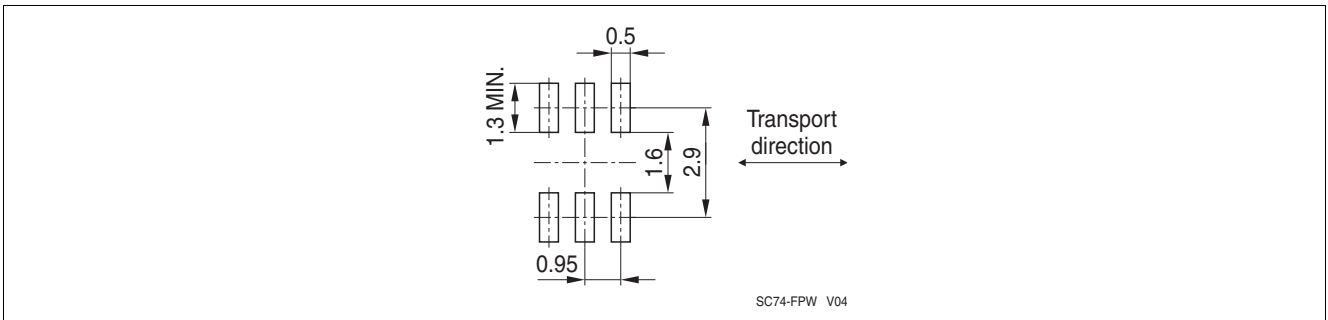 0.5
1.3 MIN.
1.6
2.9
Transport
direction
0.95
SC74-FPW V04